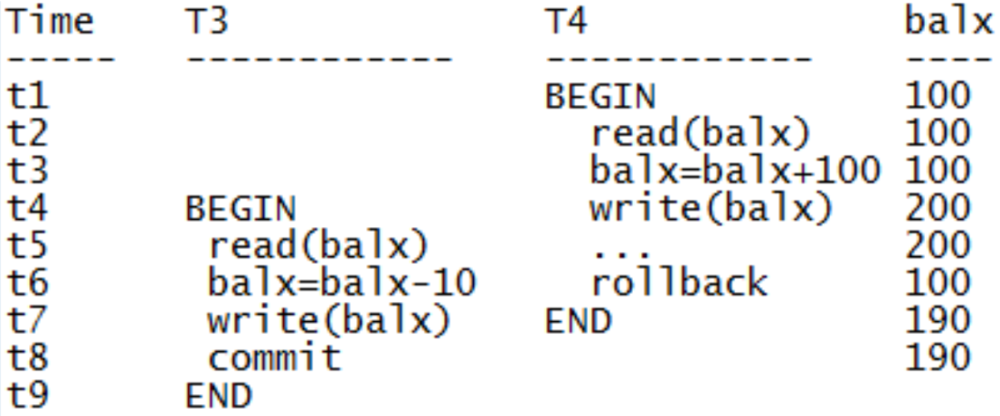 Time T3 T4 balx
----- ------------ ------------ ----
t1 BEGIN 100
t2 read(balx) 100
t3 balx=balx+100 100
t4 BEGIN write(balx) 200
t5 read(balx) ... 200
t6 balx=balx-10 rollback 100
t7 write(balx) END 190
t8 commit 190
t9 END